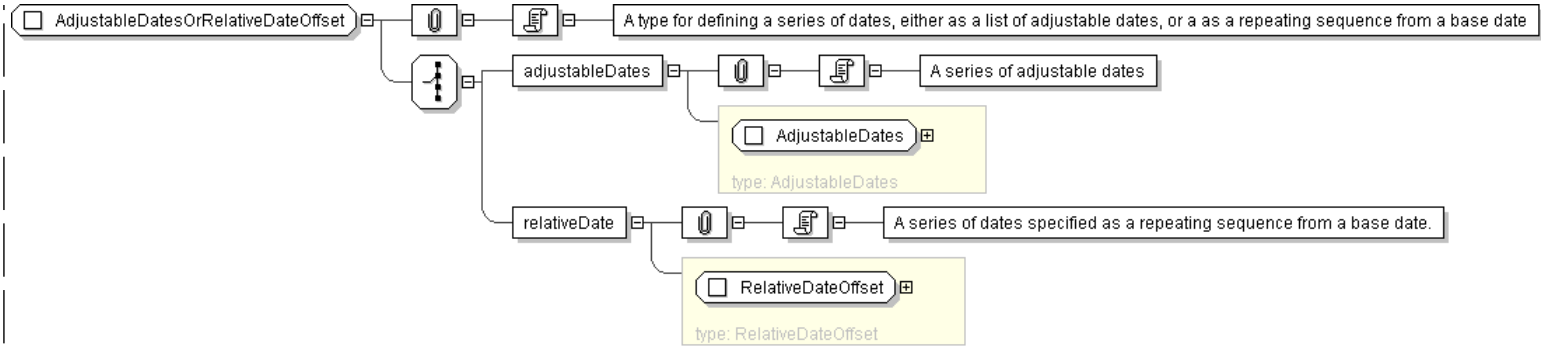 AdjustableDatesOrRelativeDateOffset
A type for defining a series of dates, either as a list of adjustable dates, or a as a repeating sequence from a base date
adjustableDates
A series of adjustable dates
AdjustableDates
type: AdjustableDates
relativeDate
A series of dates specified as a repeating sequence from a base date.
RelativeDateOffset
type: RelativeDateOffset